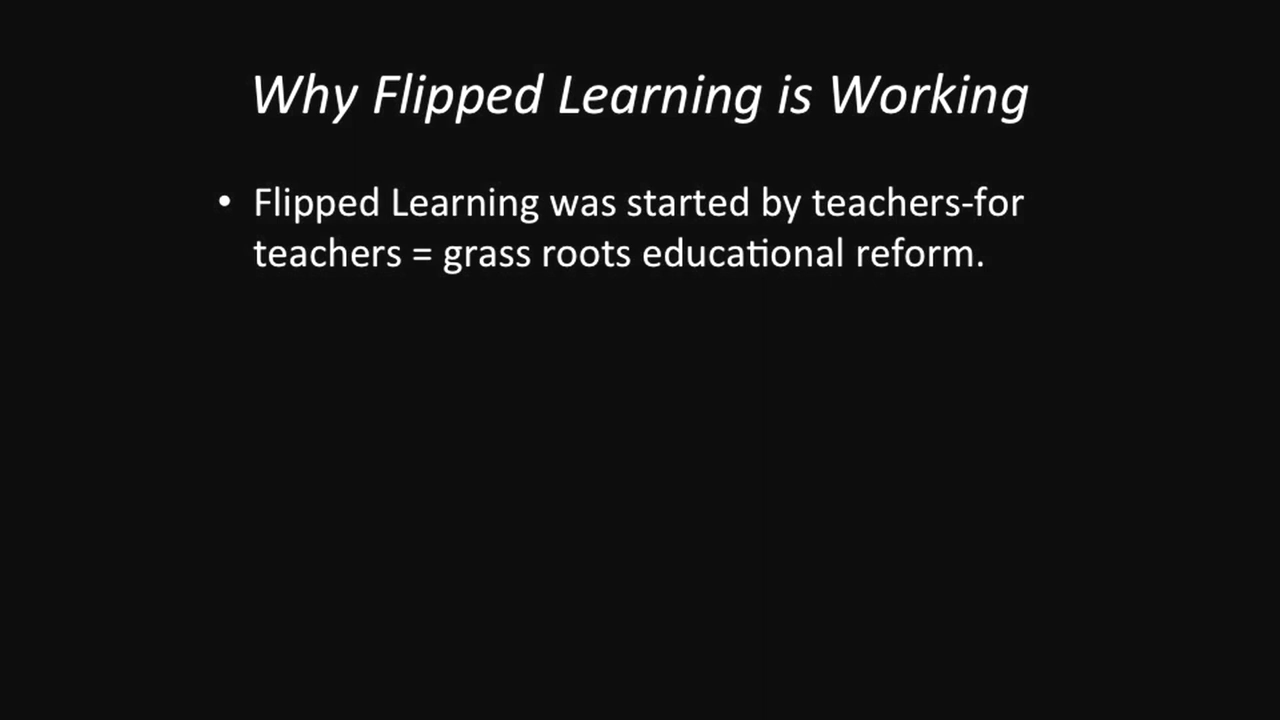 Why Flipped Learning is Working
• Flipped Learning was started by teachers-for
teachers = grass roots educational reform.